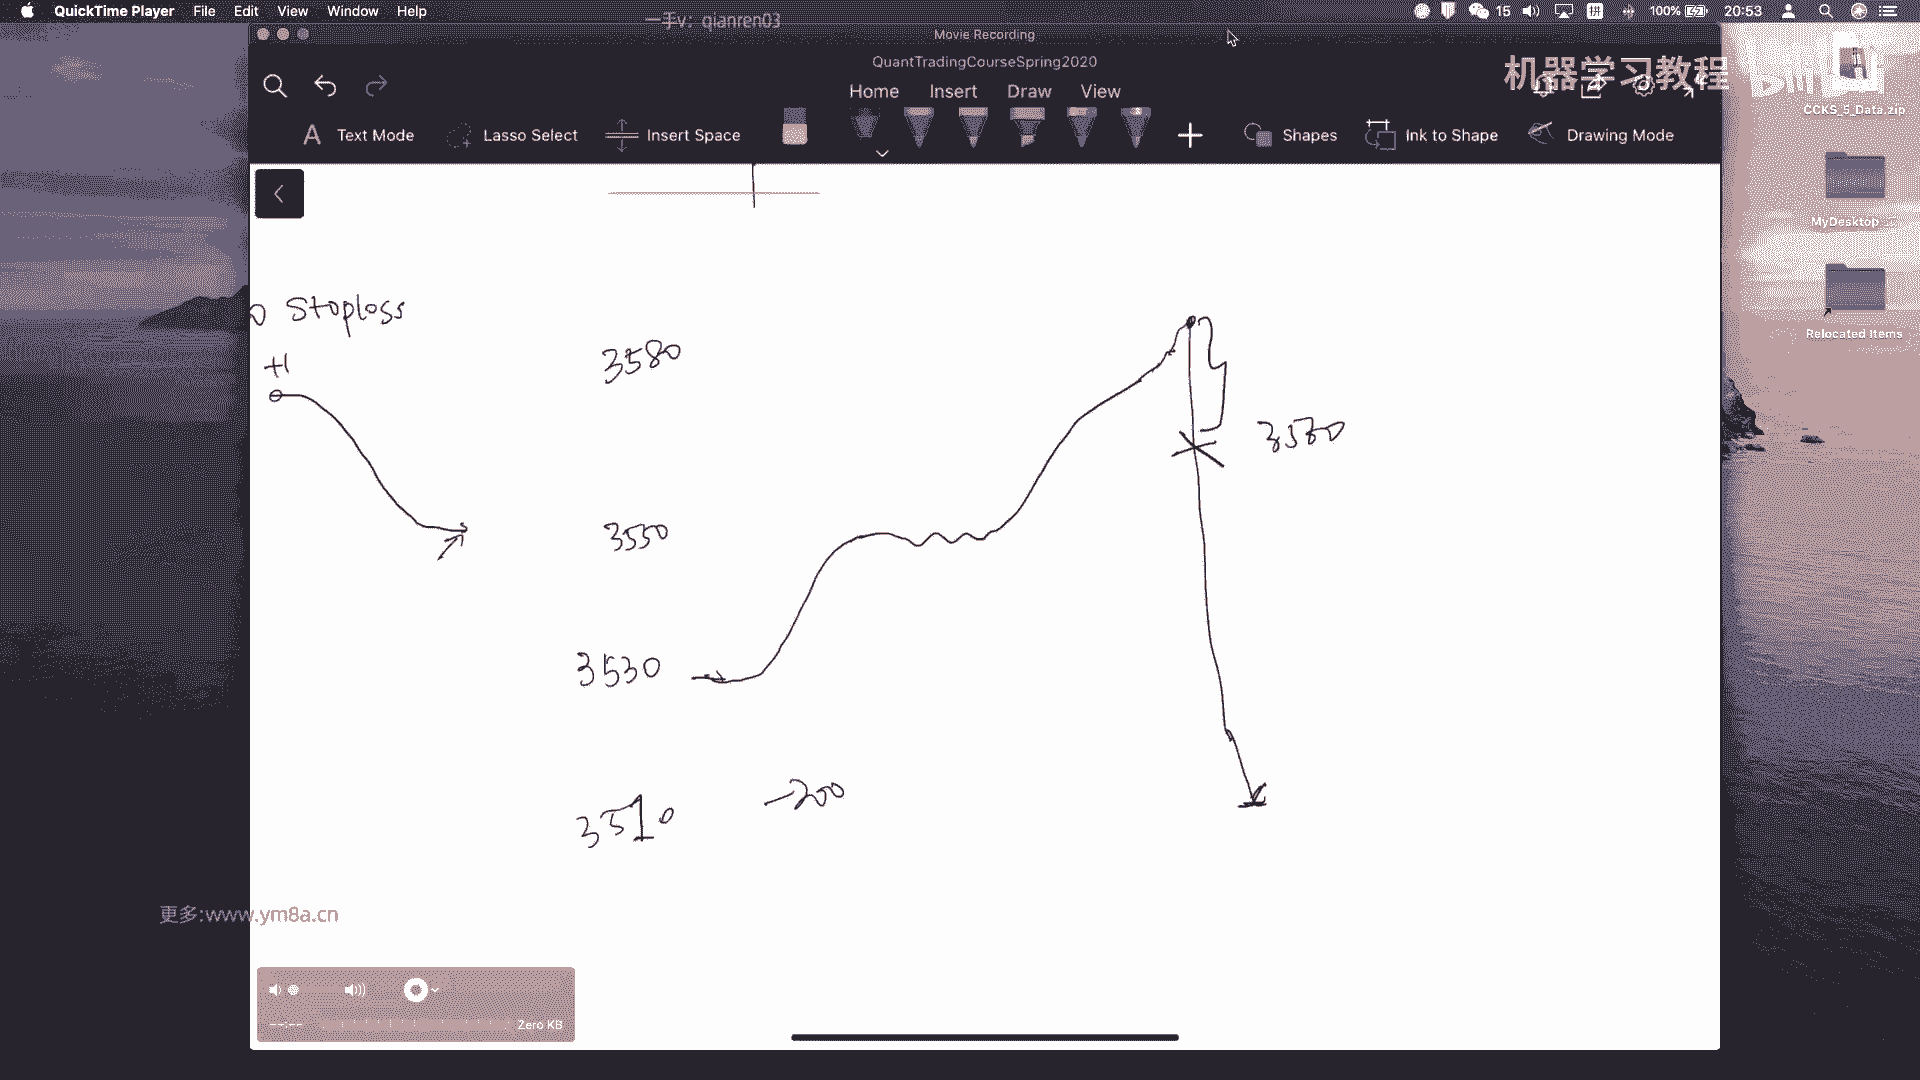 QuickTime Player File Edit View Window Help
15 100% 20:53
一手v：qianren03
Movie Recording
QuantTradingCourseSpring2020
机器学习教程
Home Insert Draw View
Text Mode Lasso Select Insert Space Shapes Ink to Shape Drawing Mode
CCKS_5_Data.zip
MyDesktop
Relocated Items
Stoploss
+1
3580
3550
3530
3510
-200
更多:www.ym8a.cn
--:-- Zero KB